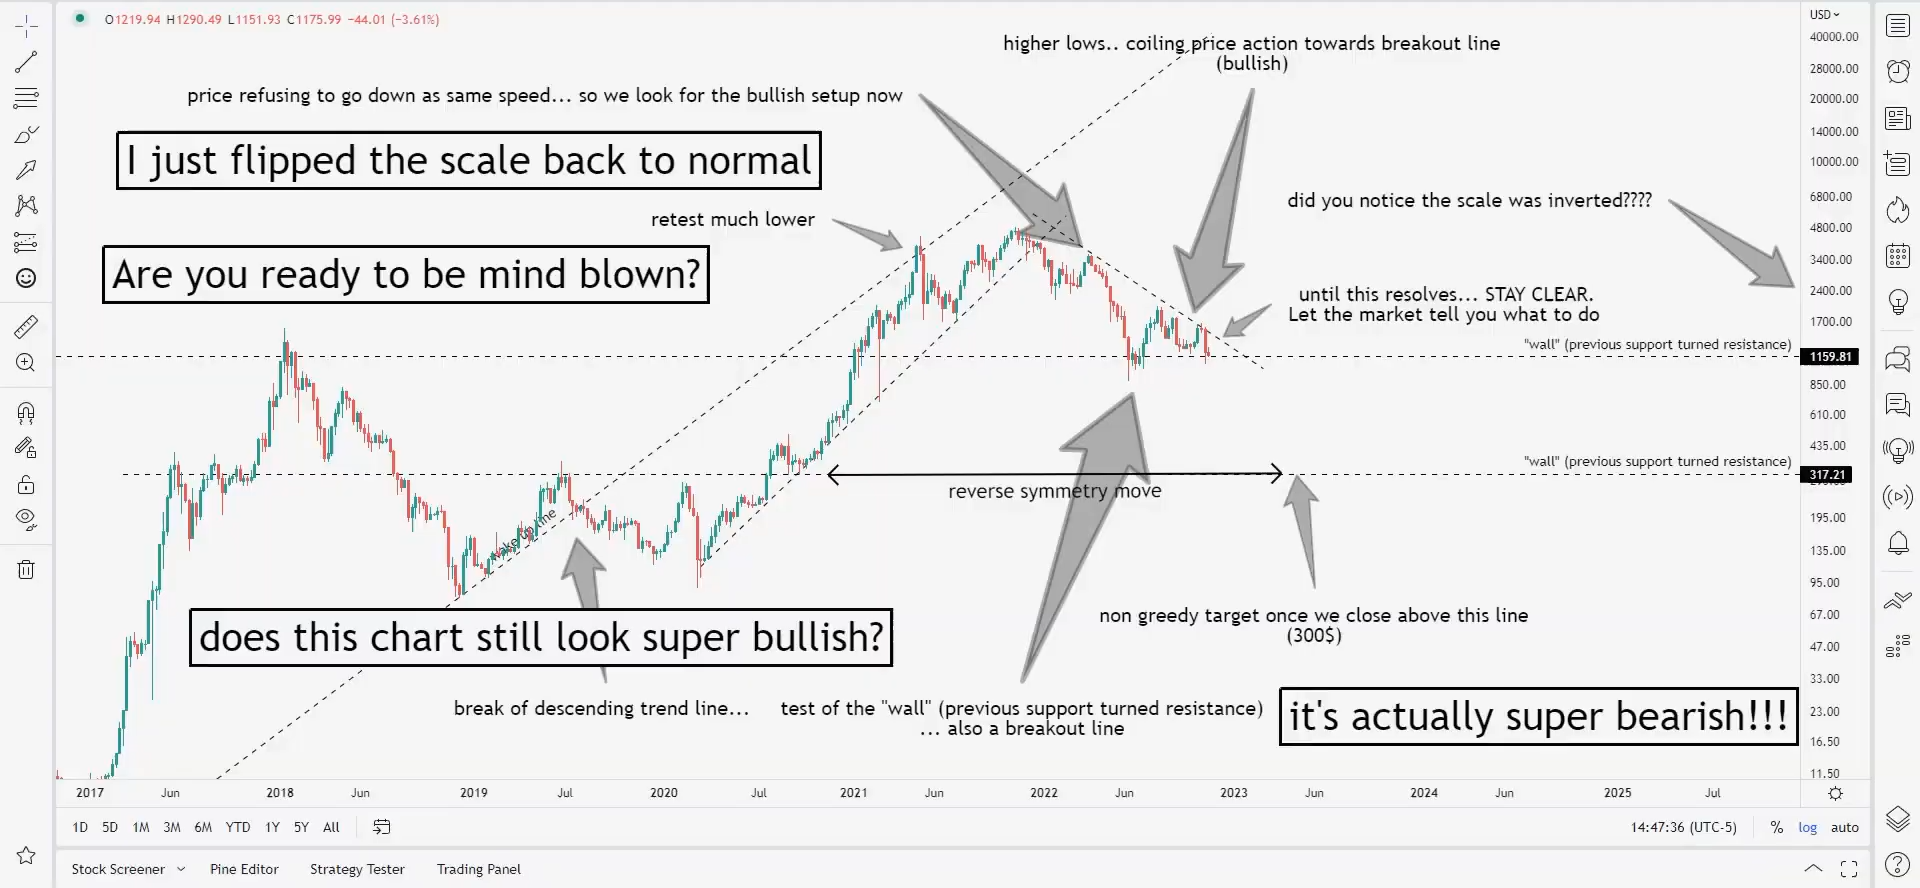 O1219.94 H1290.49 L1151.93 C1175.99 −44.01 (−3.61%)
USD
higher lows.. coiling price action towards breakout line
(bullish)
price refusing to go down as same speed... so we look for the bullish setup now
I just flipped the scale back to normal
did you notice the scale was inverted????
retest much lower
Are you ready to be mind blown?
until this resolves... STAY CLEAR.
Let the market tell you what to do
"wall" (previous support turned resistance)
"wall" (previous support turned resistance)
reverse symmetry move
wake up line
non greedy target once we close above this line
(300$)
does this chart still look super bullish?
break of descending trend line...
test of the "wall" (previous support turned resistance)
... also a breakout line
it's actually super bearish!!!
40000.00
28000.00
20000.00
14000.00
10000.00
6800.00
4800.00
3400.00
2400.00
1700.00
1159.81
850.00
610.00
435.00
317.21
195.00
135.00
95.00
67.00
47.00
33.00
23.00
16.50
11.50
2017 Jun 2018 Jun 2019 Jul 2020 Jul 2021 Jun 2022 Jun 2023 Jun 2024 Jun 2025 Jul
1D 5D 1M 3M 6M YTD 1Y 5Y All
14:47:36 (UTC-5) % log auto
Stock Screener Pine Editor Strategy Tester Trading Panel